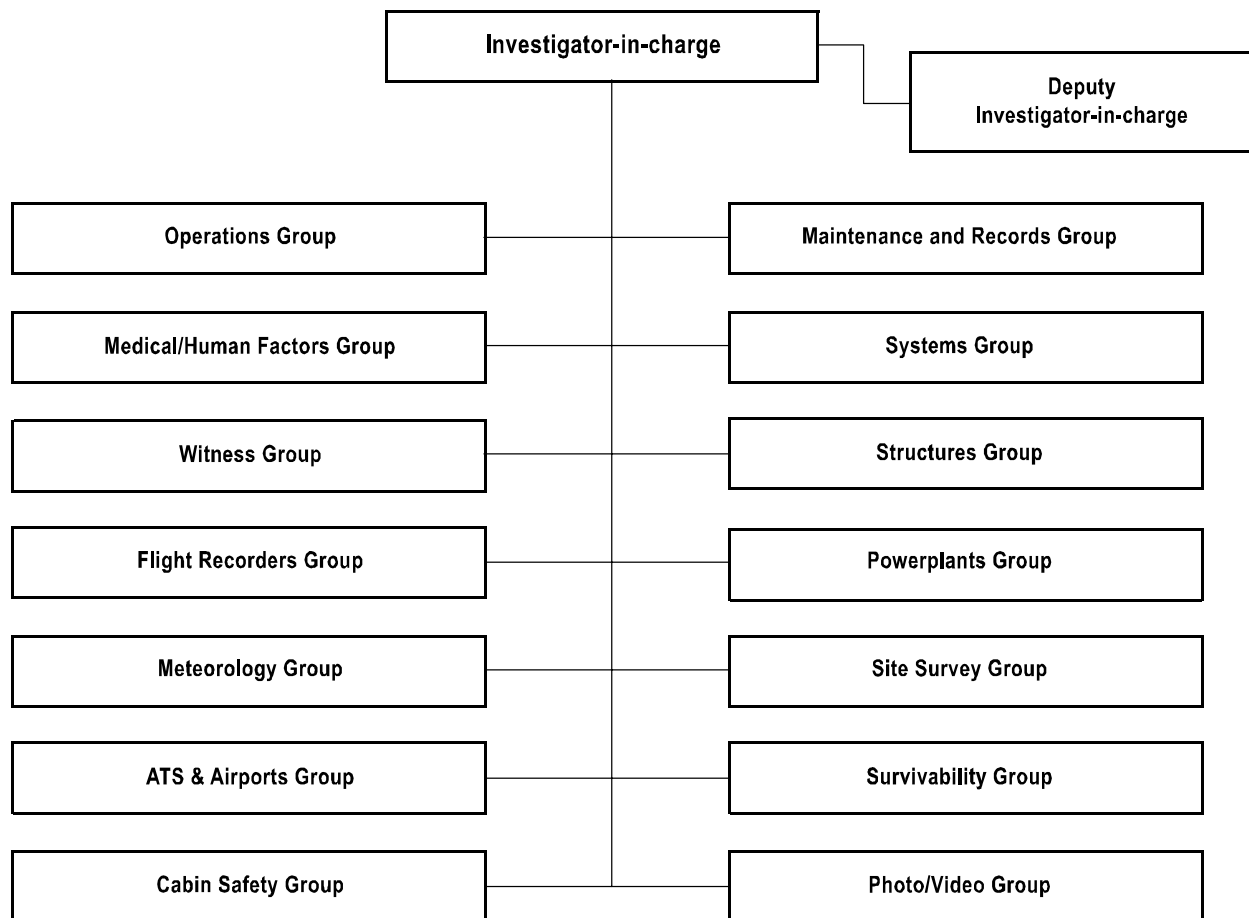 Investigator-in-charge
Deputy
Investigator-in-charge
Operations Group
Maintenance and Records Group
Medical/Human Factors Group
Systems Group
Witness Group
Structures Group
Flight Recorders Group
Powerplants Group
Meteorology Group
Site Survey Group
ATS & Airports Group
Survivability Group
Cabin Safety Group
Photo/Video Group